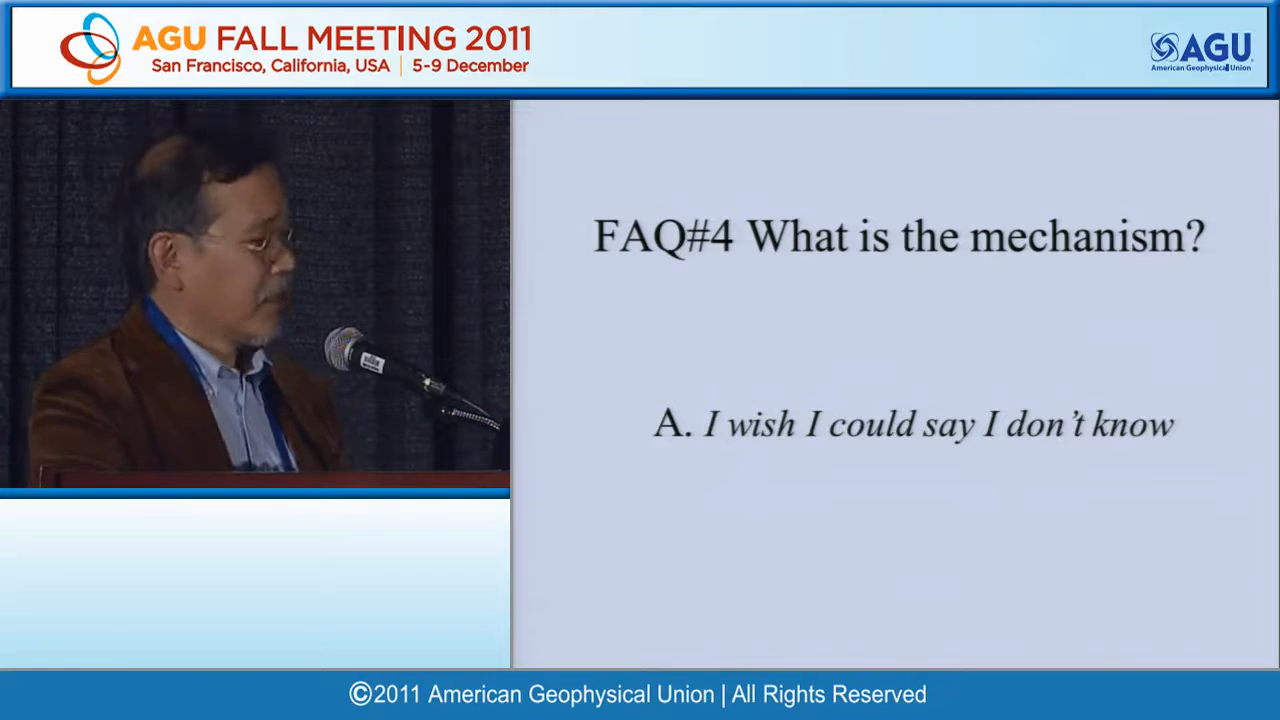 AGU FALL MEETING 2011
San Francisco, California, USA | 5-9 December
AGU
American Geophysical Union
FAQ#4 What is the mechanism?
A. I wish I could say I don't know
©2011 American Geophysical Union | All Rights Reserved